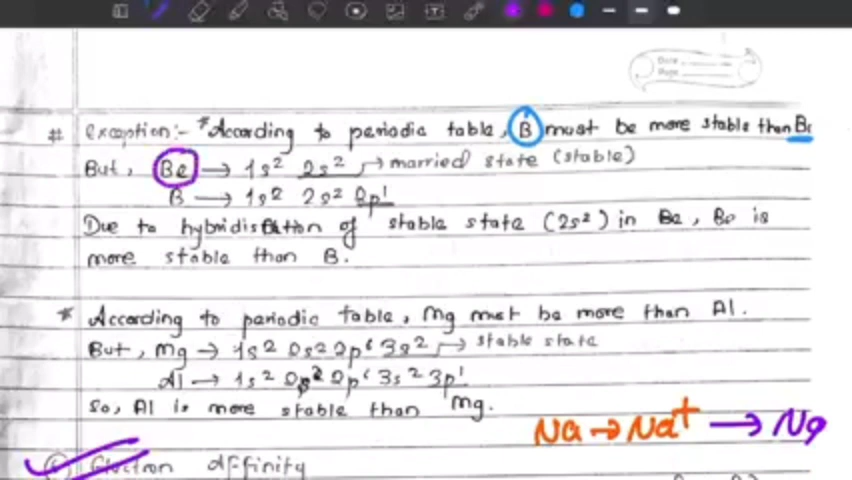 Date
Page
# Exception:- *According to periodic table, B must be more stable than Be
But, Be → 1s² 2s² → married state (stable)
B → 1s² 2s² 2p¹
Due to hybridisation of stable state (2s²) in Be, Be is
more stable than B.
* According to periodic table, Mg must be more than Al.
But, Mg → 1s² 2s² 2p⁶ 3s² → stable state
Al → 1s² 2p² 2p⁶ 3s² 3p¹
So, Al is more stable than Mg.
Na → Na⁺ → Ng
Electron affinity